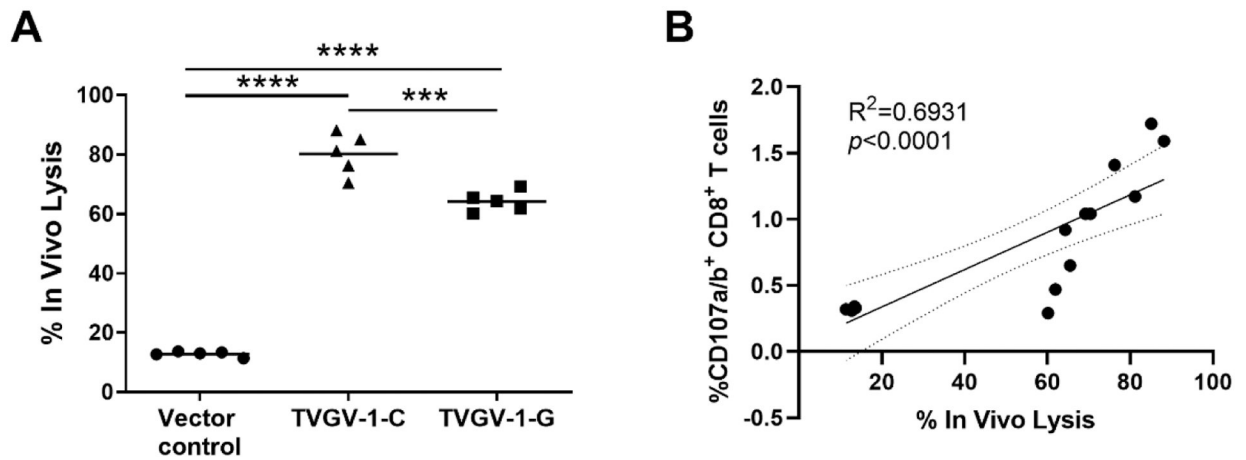 A
% In Vivo Lysis
100
80
60
40
20
0
****
****
***
Vector control
TVGV-1-C
TVGV-1-G
B
%CD107a/b⁺ CD8⁺ T cells
2.0
1.5
1.0
0.5
0.0
-0.5
R²=0.6931
p<0.0001
20
40
60
80
100
% In Vivo Lysis